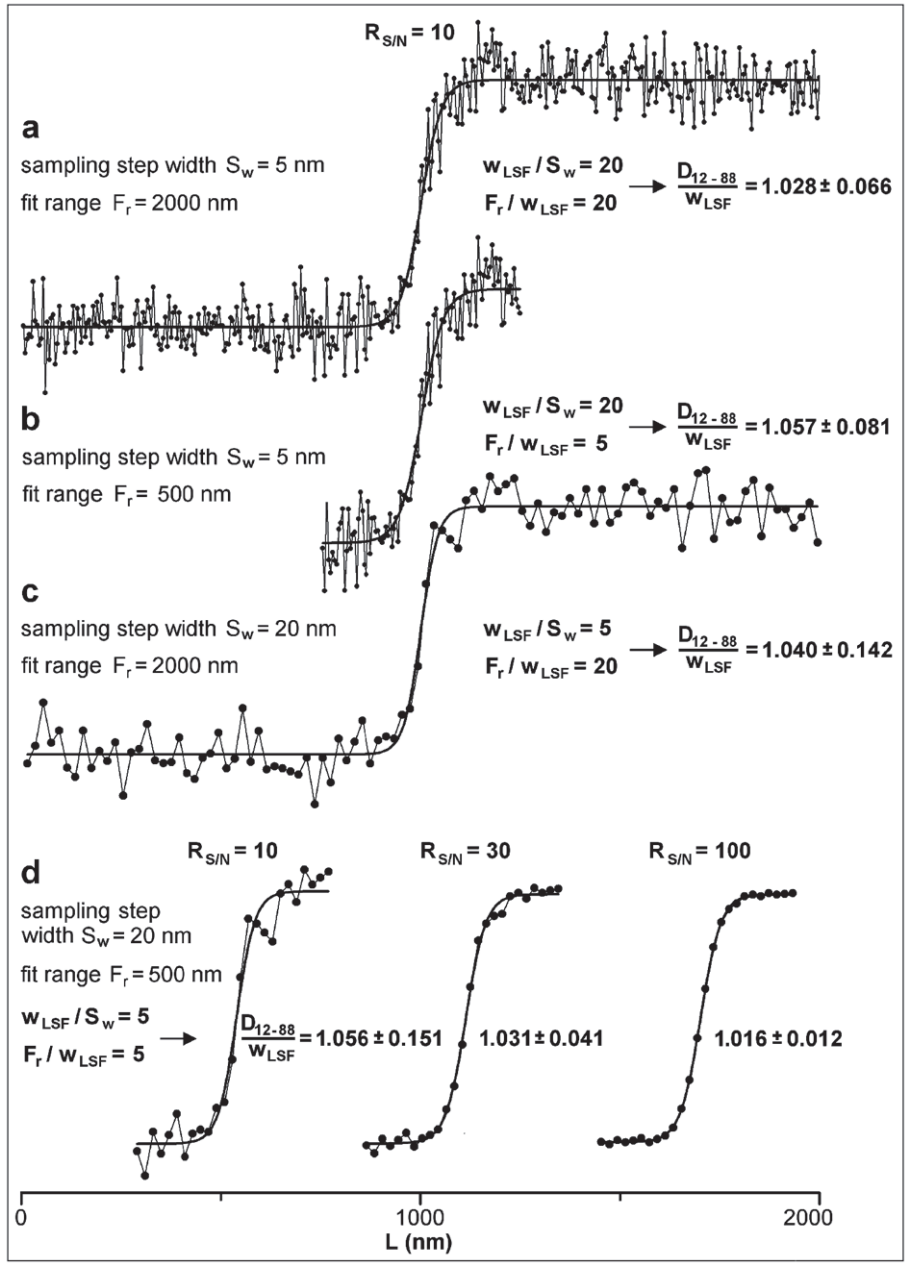 R_S/N = 10
a
sampling step width S_w = 5 nm
fit range F_r = 2000 nm
w_LSF / S_w = 20
F_r / w_LSF = 20
D_12-88 / w_LSF = 1.028 ± 0.066
b
sampling step width S_w = 5 nm
fit range F_r = 500 nm
w_LSF / S_w = 20
F_r / w_LSF = 5
D_12-88 / w_LSF = 1.057 ± 0.081
c
sampling step width S_w = 20 nm
fit range F_r = 2000 nm
w_LSF / S_w = 5
F_r / w_LSF = 20
D_12-88 / w_LSF = 1.040 ± 0.142
d
R_S/N = 10
R_S/N = 30
R_S/N = 100
sampling step
width S_w = 20 nm
fit range F_r = 500 nm
w_LSF / S_w = 5
F_r / w_LSF = 5
D_12-88 / w_LSF = 1.056 ± 0.151
1.031 ± 0.041
1.016 ± 0.012
0
1000
2000
L (nm)